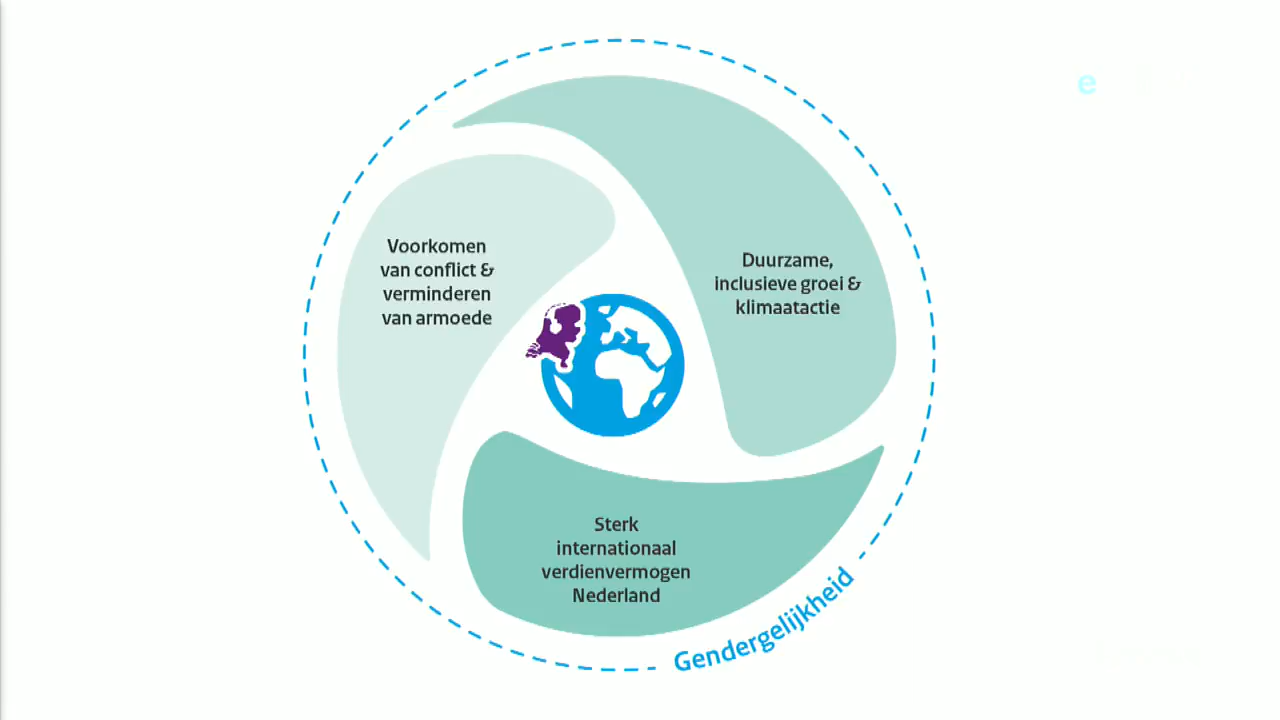 Voorkomen
van conflict &
verminderen
van armoede
Duurzame,
inclusieve groei &
klimaatactie
Sterk
internationaal
verdienvermogen
Nederland
Gendergelijkheid
e